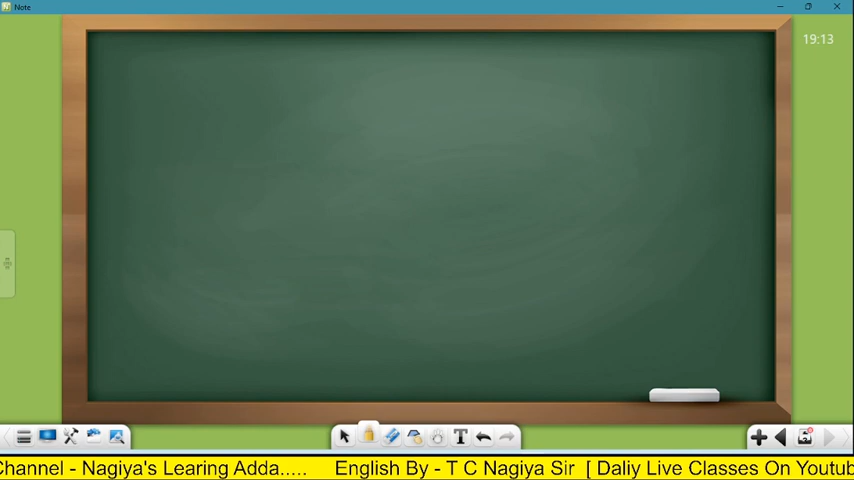 Note
19:13
Channel - Nagiya's Learing Adda..... English By - T C Nagiya Sir [ Daliy Live Classes On Youtub